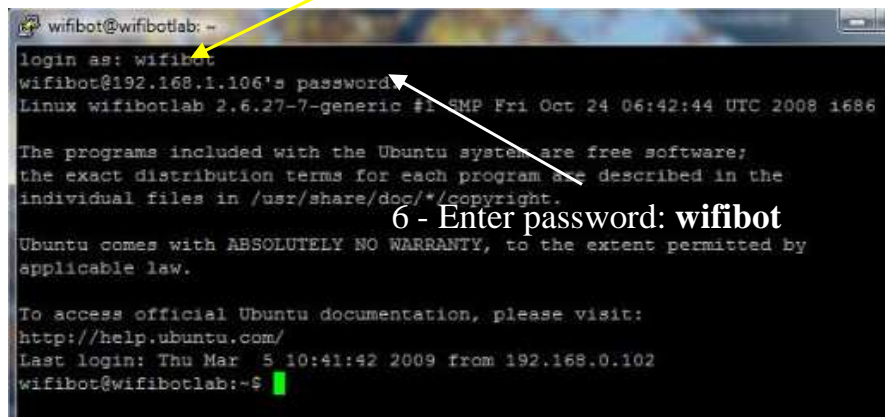 wifibot@wifibotlab: ~
login as: wifibot
wifibot@192.168.1.106's password:
Linux wifibotlab 2.6.27-7-generic #1 SMP Fri Oct 24 06:42:44 UTC 2008 i686
The programs included with the Ubuntu system are free software;
the exact distribution terms for each program are described in the
individual files in /usr/share/doc/*/copyright.
6 - Enter password: wifibot
Ubuntu comes with ABSOLUTELY NO WARRANTY, to the extent permitted by
applicable law.
To access official Ubuntu documentation, please visit:
http://help.ubuntu.com/
Last login: Thu Mar  5 10:41:42 2009 from 192.168.0.102
wifibot@wifibotlab:~$